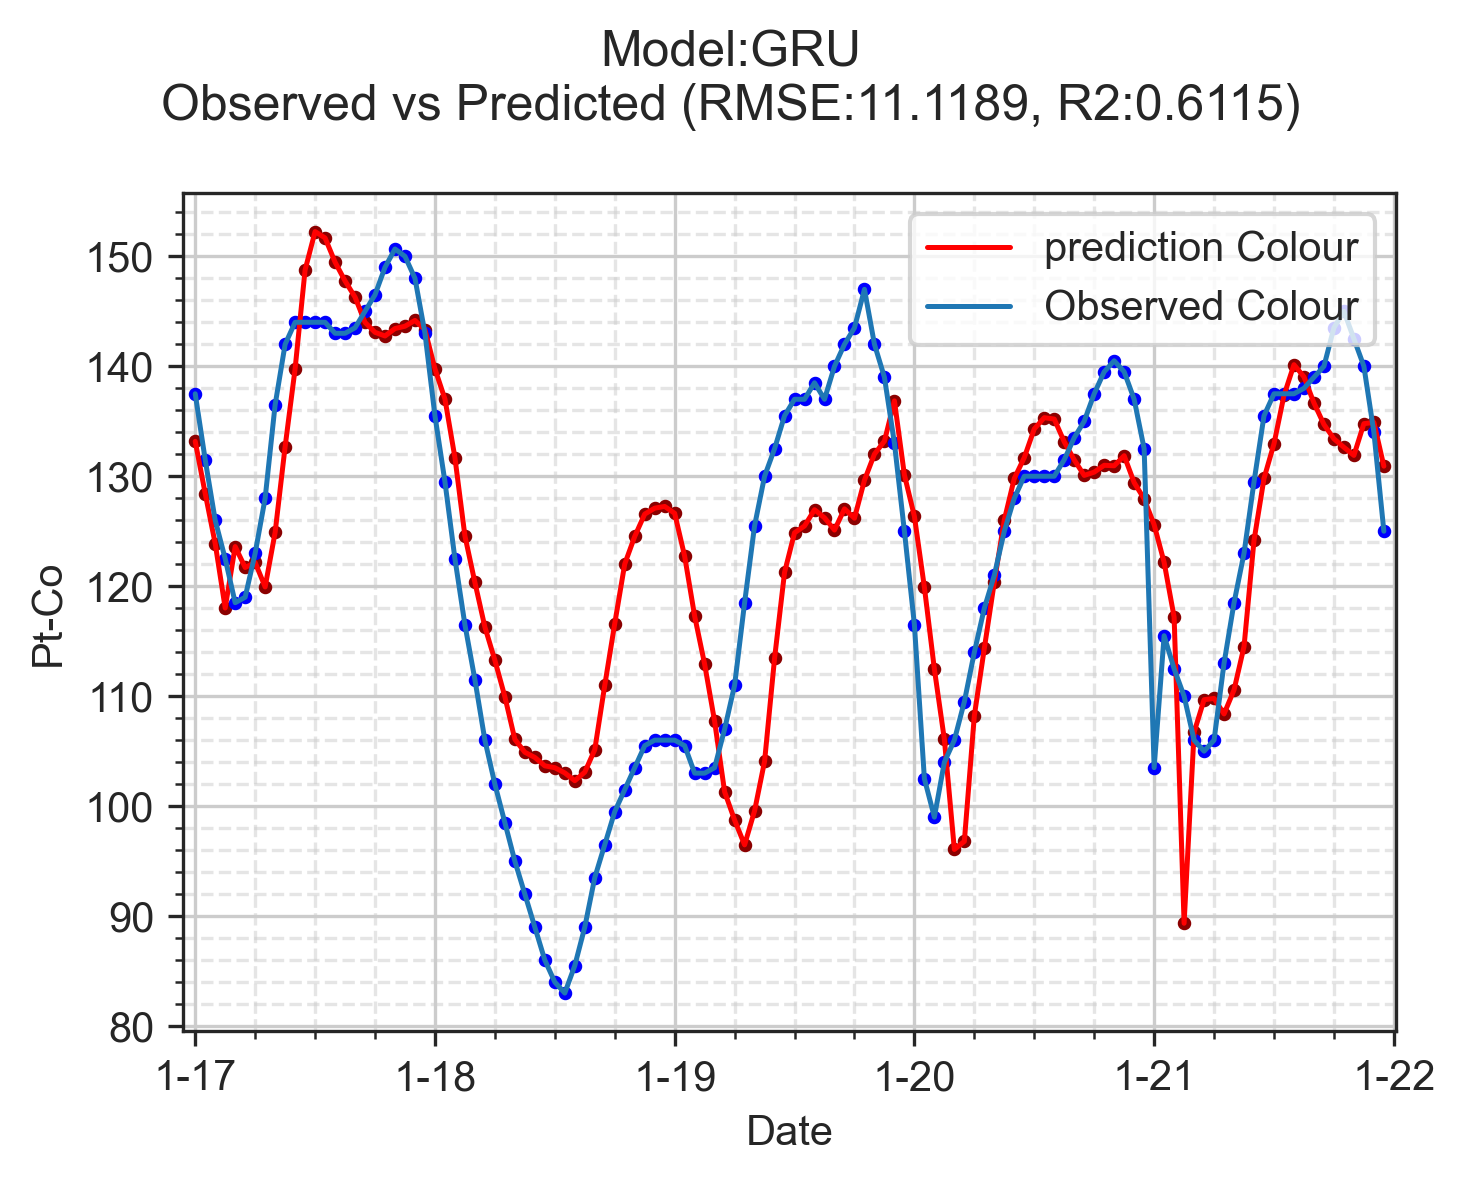 Model:GRU
Observed vs Predicted (RMSE:11.1189, R2:0.6115)
prediction Colour
Observed Colour
150
140
130
120
110
100
90
80
Pt-Co
1-17
1-18
1-19
1-20
1-21
1-22
Date